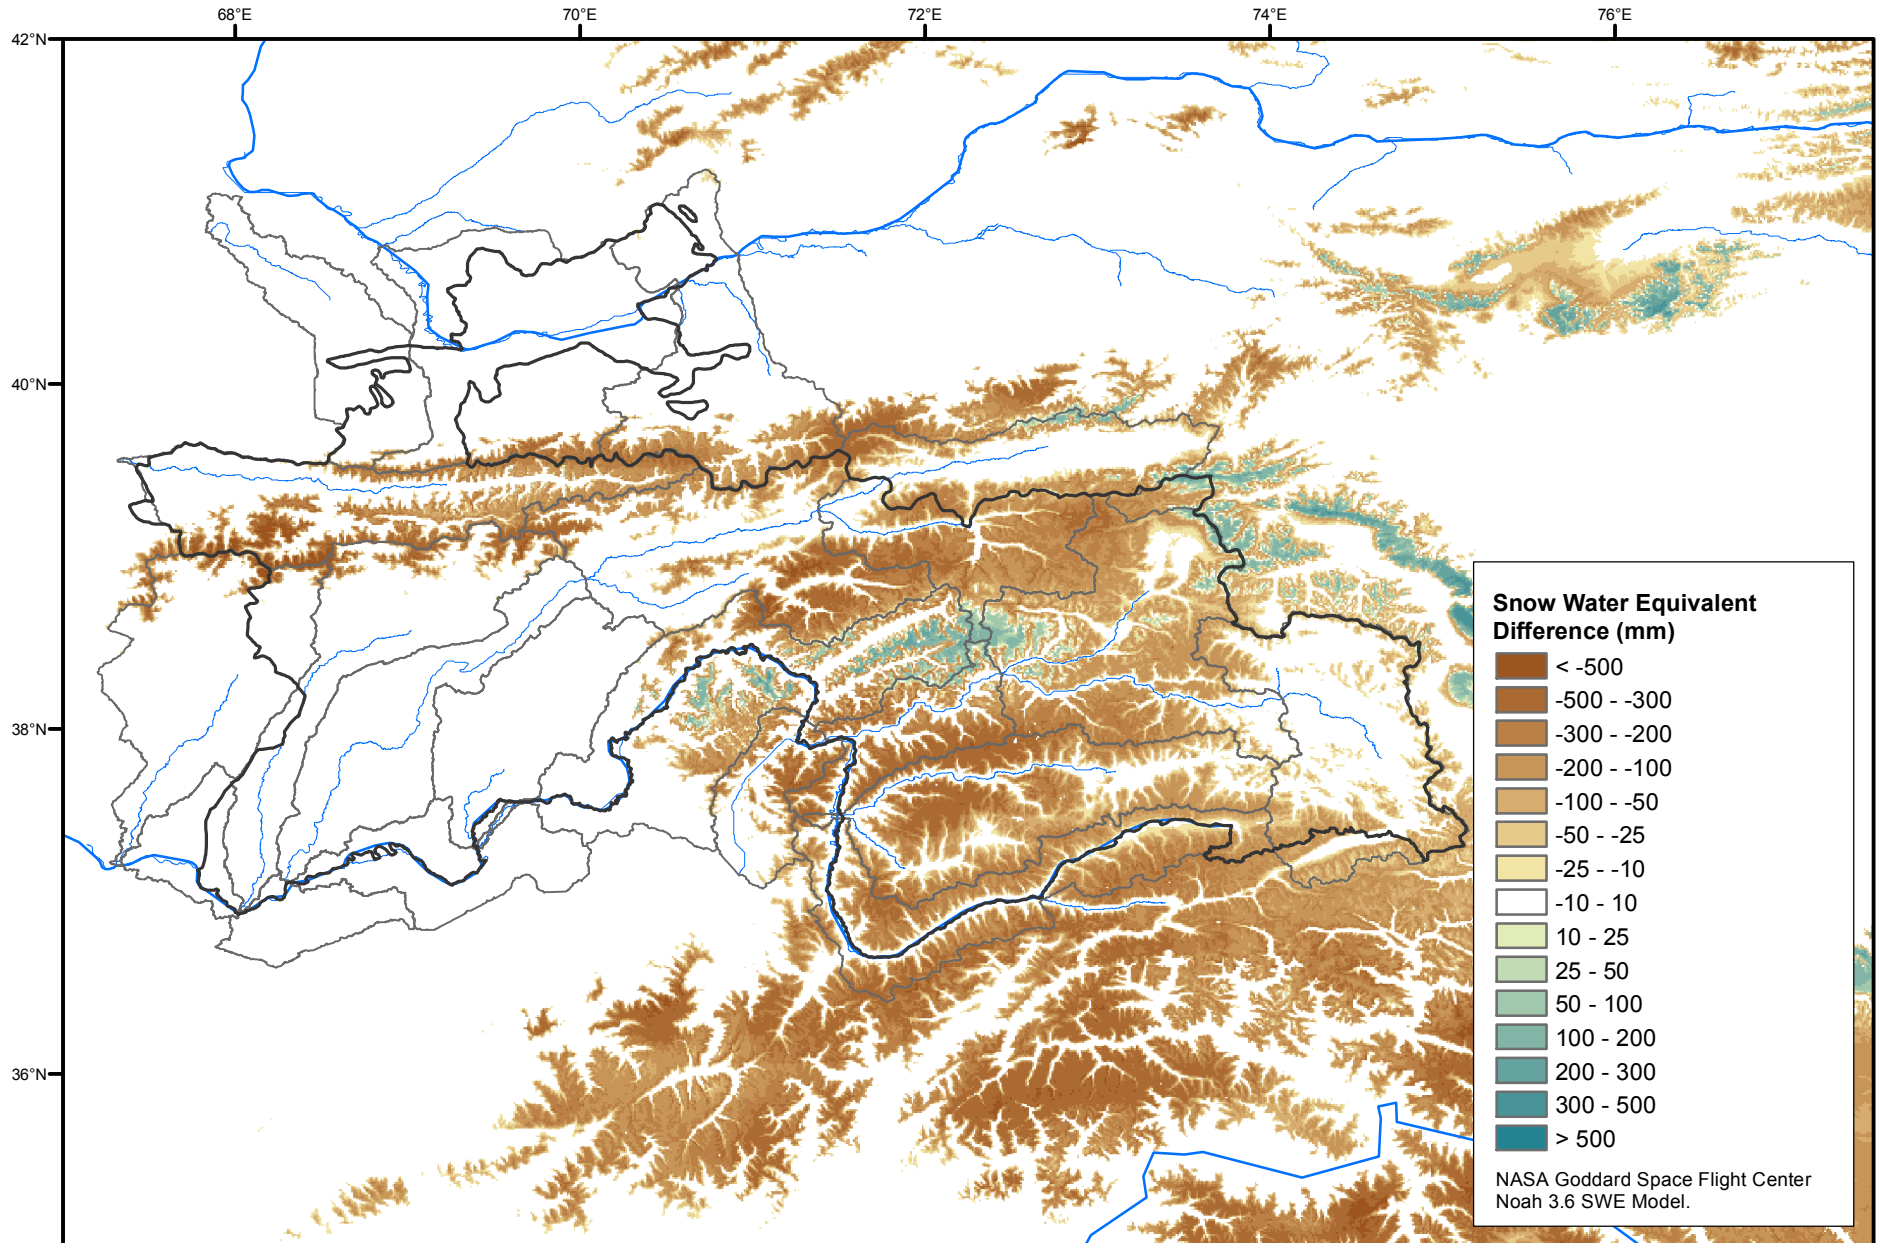 68°E 70°E 72°E 74°E 76°E
42°N
40°N
38°N
36°N
Snow Water Equivalent
Difference (mm)
< -500
-500 - -300
-300 - -200
-200 - -100
-100 - -50
-50 - -25
-25 - -10
-10 - 10
10 - 25
25 - 50
50 - 100
100 - 200
200 - 300
300 - 500
> 500
NASA Goddard Space Flight Center
Noah 3.6 SWE Model.